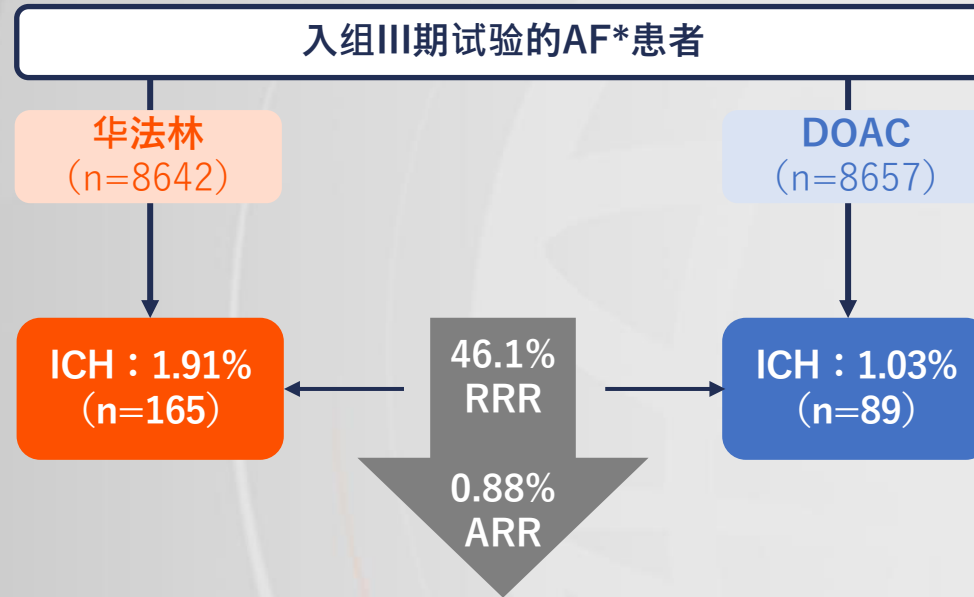 入组III期试验的AF*患者
华法林
（n=8642）
DOAC
（n=8657）
ICH：1.91%
（n=165）
46.1%
RRR
0.88%
ARR
ICH：1.03%
（n=89）